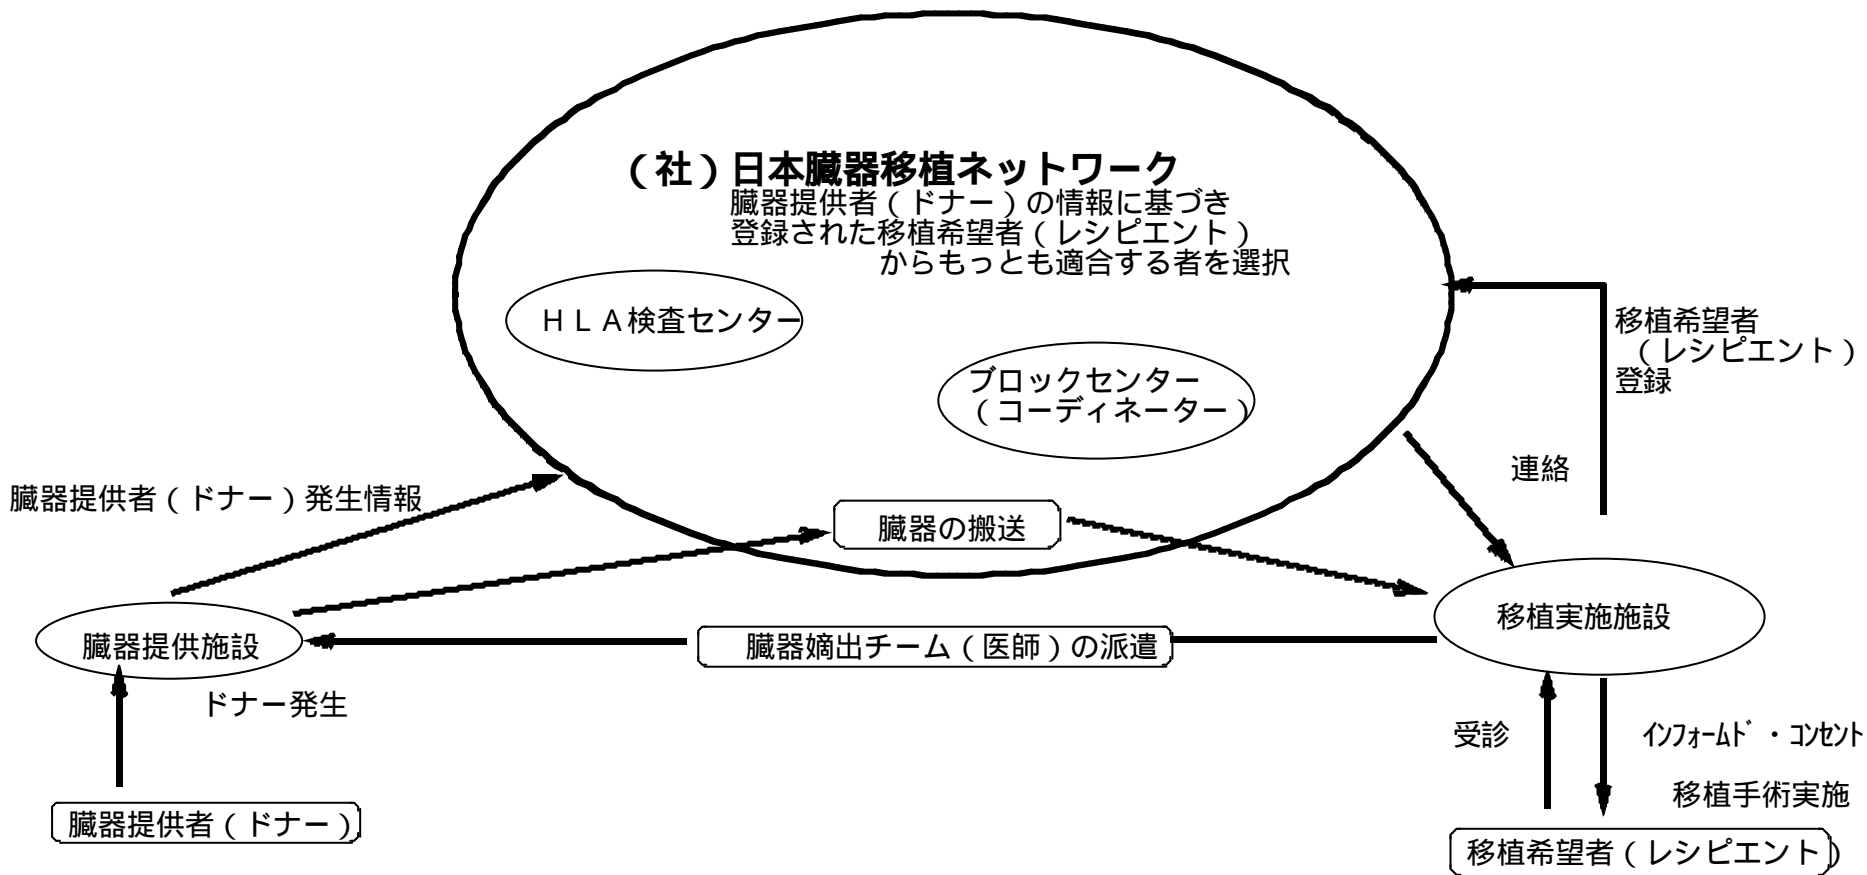 （社）日本臓器移植ネットワーク
臓器提供者（ドナー）の情報に基づき
登録された移植希望者（レシピエント）
からもっとも適合する者を選択
ＨＬＡ検査センター
ブロックセンター
（コーディネーター）
移植希望者
（レシピエント）
登録
連絡
臓器提供者（ドナー）発生情報
臓器の搬送
移植実施施設
臓器提供施設
臓器嫡出チーム（医師）の派遣
ドナー発生
受診
ｲﾝﾌｫｰﾑﾄﾞ・ｺﾝｾﾝﾄ
移植手術実施
臓器提供者（ドナー）
移植希望者（レシピエント）